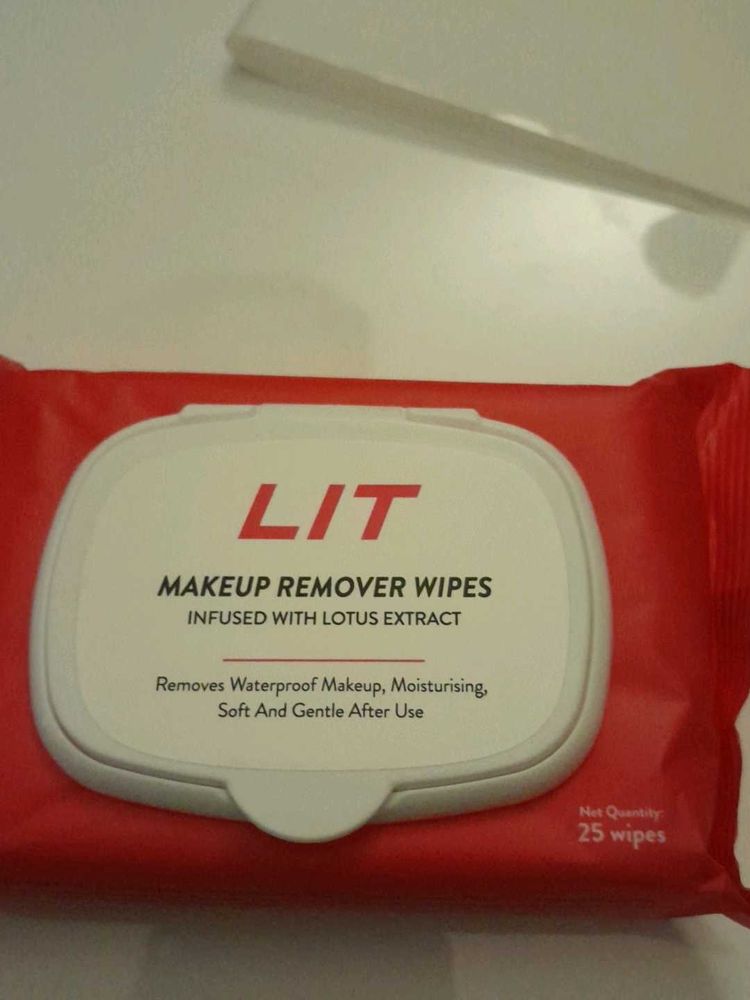 LIT
MAKEUP REMOVER WIPES
INFUSED WITH LOTUS EXTRACT
Removes Waterproof Makeup, Moisturising,
Soft And Gentle After Use
Net Quantity:
25 wipes